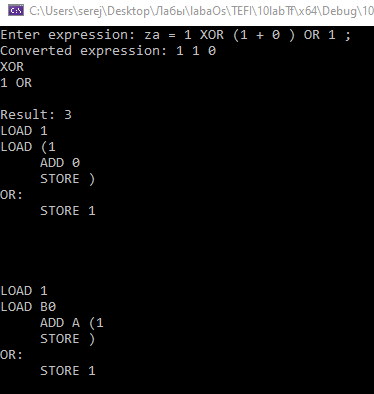 C:\Users\serej\Desktop\Лабы\labaOs\TEFI\10labTf\x64\Debug\10
Enter expression: za = 1 XOR (1 + 0 ) OR 1 ;
Converted expression: 1 1 0
XOR
1 OR
Result: 3
LOAD 1
LOAD (1
ADD 0
STORE )
OR:
STORE 1
LOAD 1
LOAD B0
ADD A (1
STORE )
OR:
STORE 1